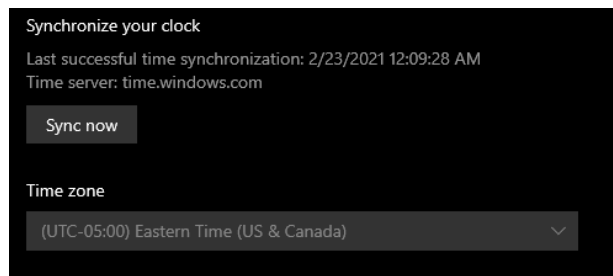 Synchronize your clock
Last successful time synchronization: 2/23/2021 12:09:28 AM
Time server: time.windows.com
Sync now
Time zone
(UTC-05:00) Eastern Time (US & Canada)